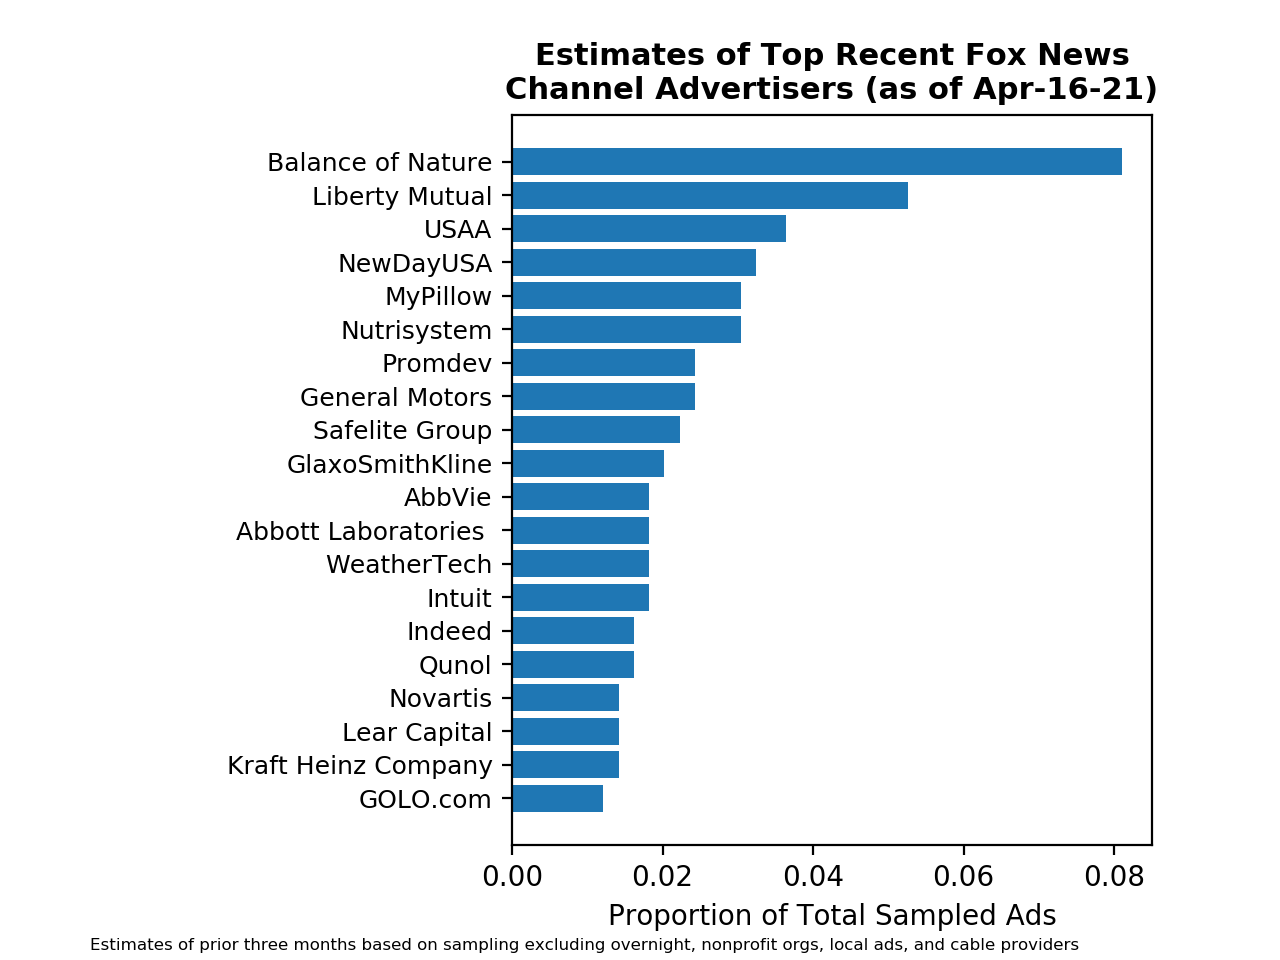 Estimates of Top Recent Fox News
Channel Advertisers (as of Apr-16-21)
Balance of Nature
Liberty Mutual
USAA
NewDayUSA
MyPillow
Nutrisystem
Promdev
General Motors
Safelite Group
GlaxoSmithKline
AbbVie
Abbott Laboratories
WeatherTech
Intuit
Indeed
Qunol
Novartis
Lear Capital
Kraft Heinz Company
GOLO.com
0.00 0.02 0.04 0.06 0.08
Proportion of Total Sampled Ads
Estimates of prior three months based on sampling excluding overnight, nonprofit orgs, local ads, and cable providers